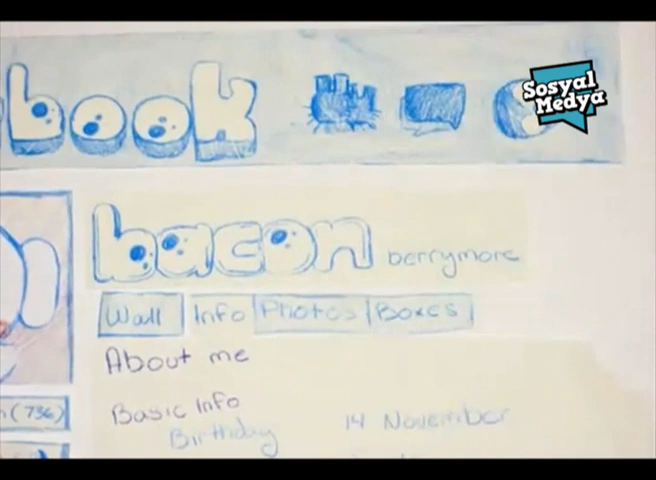 book
Sosyal
Medya
bacon berrymore
Wall Info Photos Boxes
About me
Basic Info
(736)
Birthday 14 November